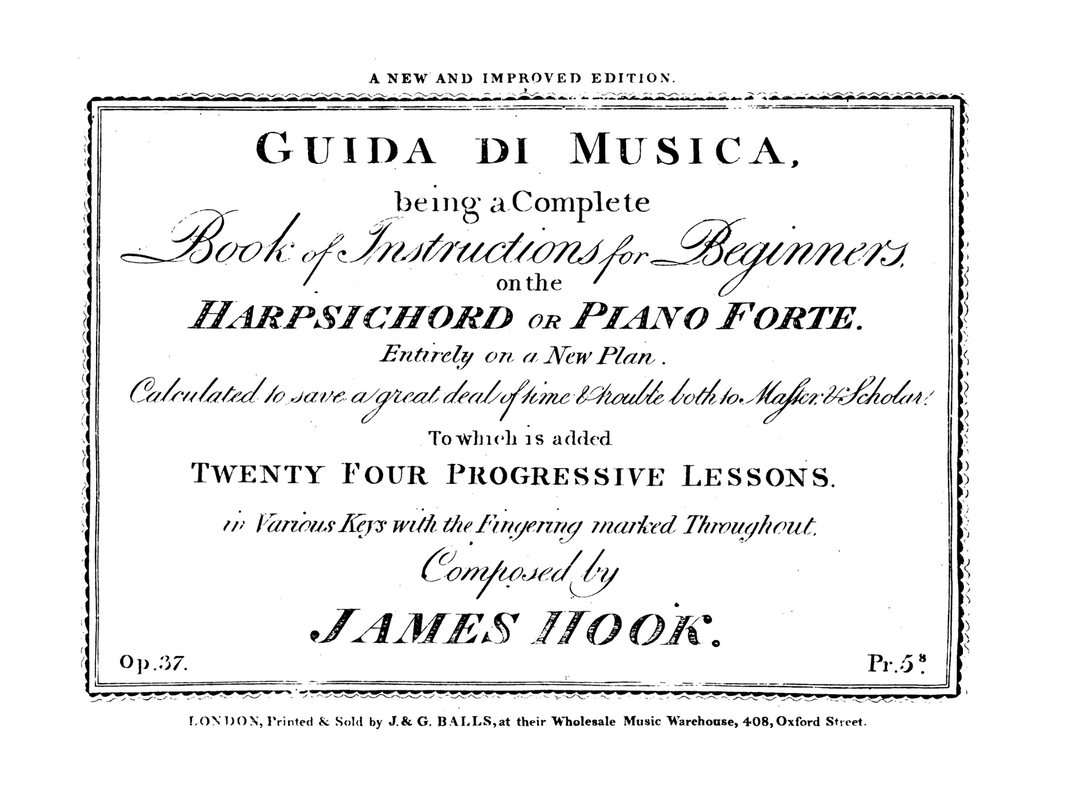 A NEW AND IMPROVED EDITION.
GUIDA DI MUSICA,
being a Complete
Book of Instructions for Beginners,
on the
HARPSICHORD OR PIANO FORTE.
Entirely on a New Plan.
Calculated to save a great deal of time & trouble both to Master & Scholar.
To which is added
TWENTY FOUR PROGRESSIVE LESSONS.
in Various Keys with the Fingering marked Throughout,
Composed by
JAMES HOOK.
Op.37. Pr.5s.
LONDON, Printed & Sold by J. & G. BALLS, at their Wholesale Music Warehouse, 408, Oxford Street.